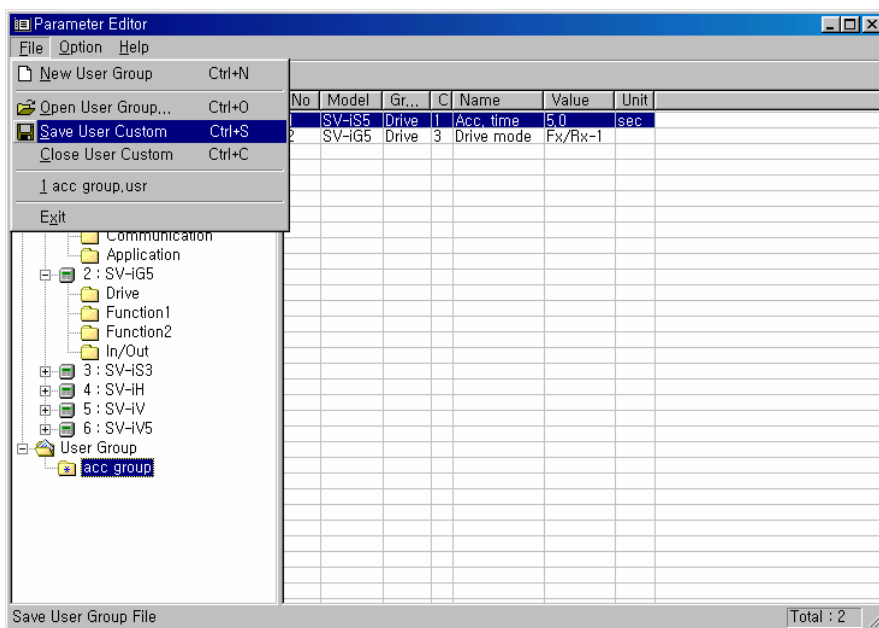 Parameter Editor
File Option Help
New User Group Ctrl+N
Open User Group... Ctrl+O
Save User Custom Ctrl+S
Close User Custom Ctrl+C
1 acc group.usr
Exit
No Model Gr... C Name Value Unit
SV-iS5 Drive 1 Acc. time 5.0 sec
2 SV-iG5 Drive 3 Drive mode Fx/Rx-1
Communication
Application
2 : SV-iG5
Drive
Function1
Function2
In/Out
3 : SV-iS3
4 : SV-iH
5 : SV-iV
6 : SV-iV5
User Group
acc group
Save User Group File Total : 2